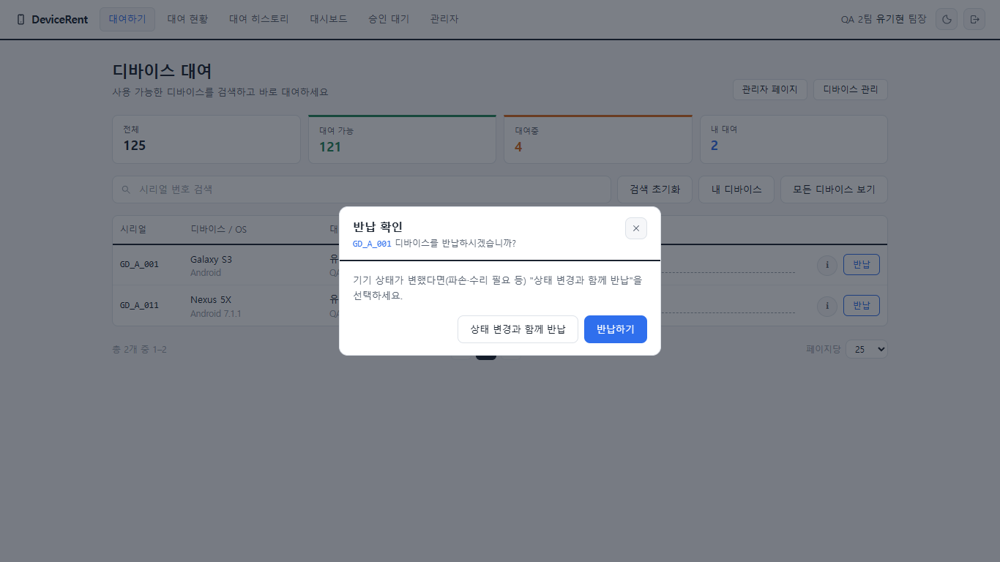 DeviceRent 대여하기 대여 현황 대여 히스토리 대시보드 승인 대기 관리자 QA 2팀 유기현 팀장
디바이스 대여
사용 가능한 디바이스를 검색하고 바로 대여하세요
관리자 페이지 디바이스 관리
전체 대여 가능 대여중 내 대여
125 121 4 2
시리얼 번호 검색 검색 초기화 내 디바이스 모든 디바이스 보기
시리얼 디바이스 / OS 대
GD_A_001 Galaxy S3 유 i 반납
Android QA
GD_A_011 Nexus 5X 유 i 반납
Android 7.1.1 QA
총 2개 중 1–2 페이지당 25
반납 확인
GD_A_001 디바이스를 반납하시겠습니까?
기기 상태가 변했다면(파손·수리 필요 등) "상태 변경과 함께 반납"을
선택하세요.
상태 변경과 함께 반납 반납하기